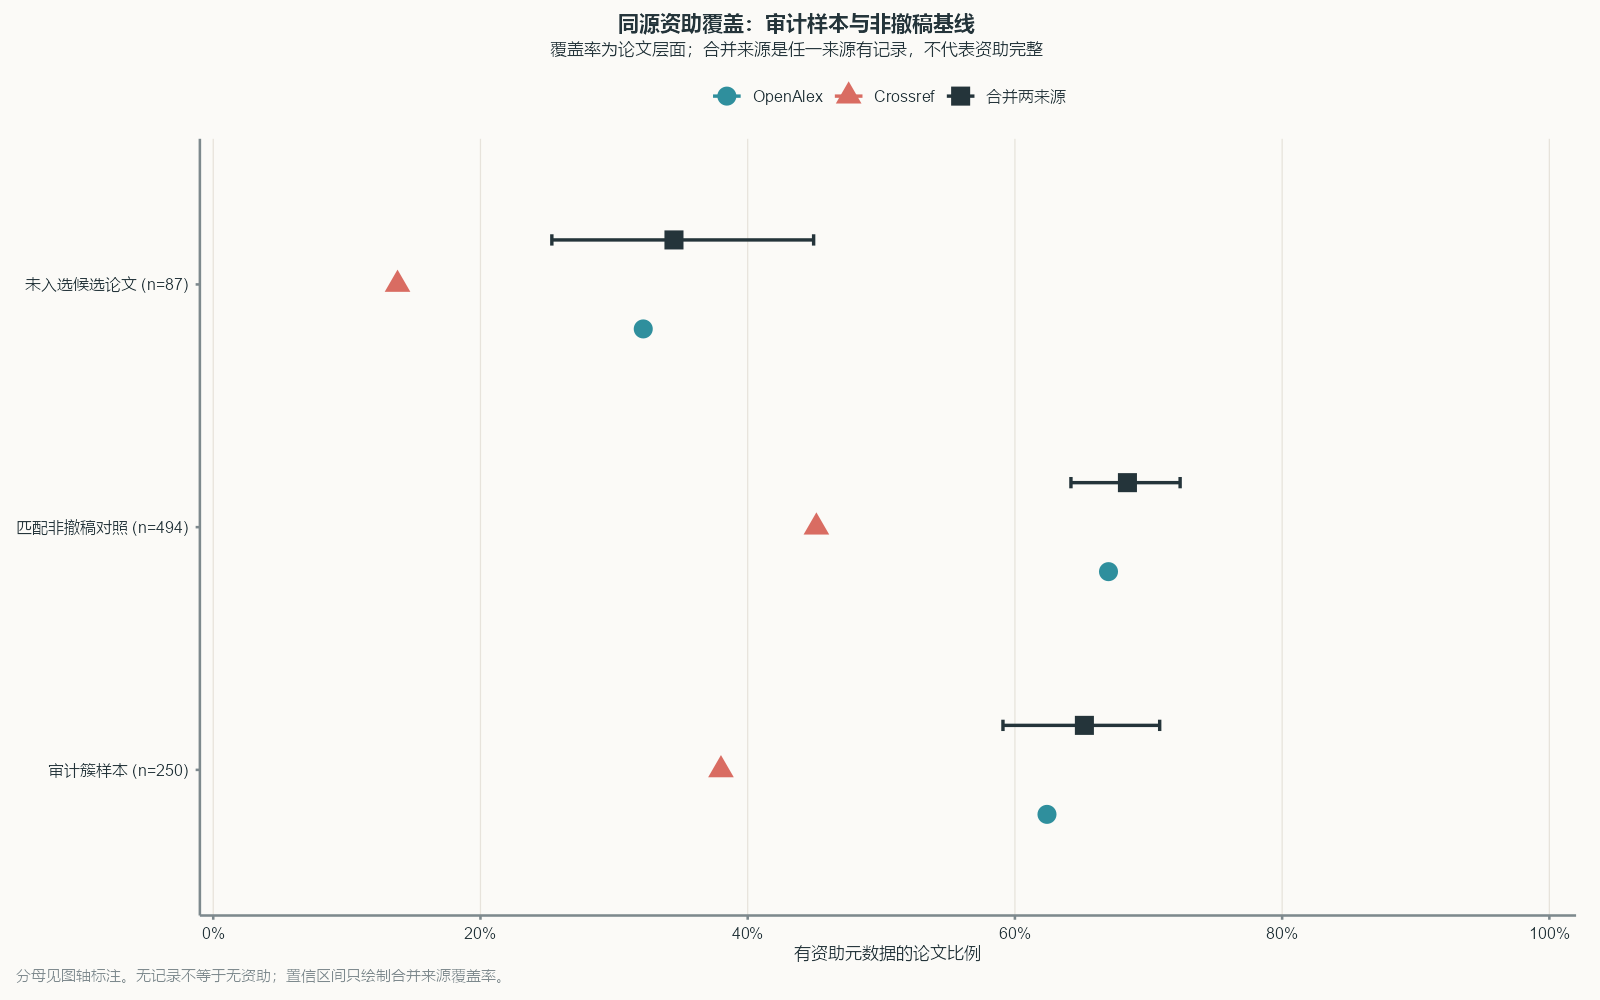 同源资助覆盖：审计样本与非撤稿基线
覆盖率为论文层面；合并来源是任一来源有记录，不代表资助完整
OpenAlex
Crossref
合并两来源
未入选候选论文 (n=87)
匹配非撤稿对照 (n=494)
审计簇样本 (n=250)
0%
20%
40%
60%
80%
100%
有资助元数据的论文比例
分母见图轴标注。无记录不等于无资助；置信区间只绘制合并来源覆盖率。